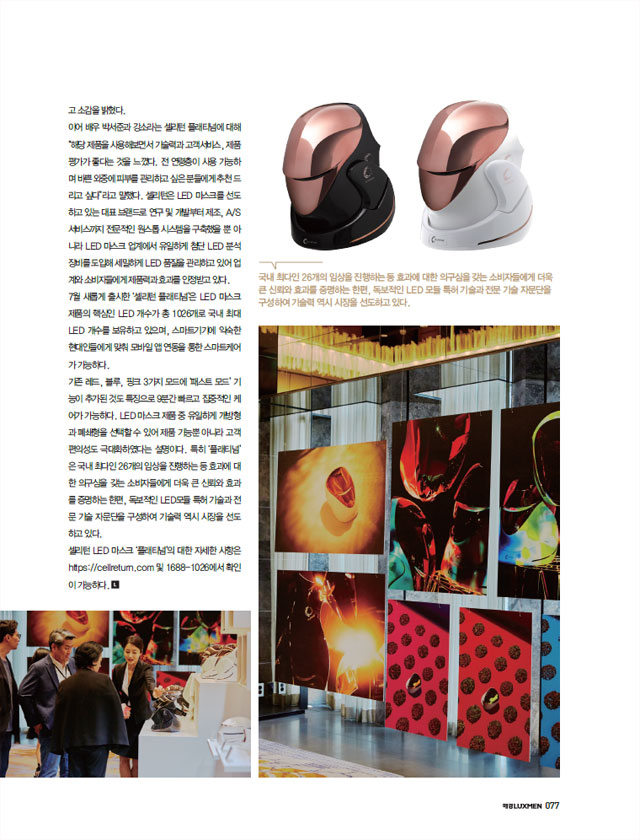 고 소감을 밝혔다.
이어 배우 박서준과 강소라는 셀리턴 플래티넘에 대해
"해당 제품을 사용해보면서 기술력과 고객서비스, 제품
평가가 좋다는 것을 느꼈다. 전 연령층이 사용 가능하
며 바쁜 와중에 피부를 관리하고 싶은 분들에게 추천 드
리고 싶다"라고 말했다. 셀리턴은 LED 마스크를 선도
하고 있는 대표 브랜드로 연구 및 개발부터 제조, A/S
서비스까지 전문적인 원스톱 시스템을 구축했을 뿐 아
니라 LED 마스크 업계에서 유일하게 첨단 LED 분석
장비를 도입해 세밀하게 LED 품질을 관리하고 있어 업
계와 소비자들에게 제품력과 효과를 인정받고 있다.
7월 새롭게 출시한 '셀리턴 플래티넘'은 LED 마스크
제품의 핵심인 LED 개수가 총 1026개로 국내 최대
LED 개수를 보유하고 있으며, 스마트기기에 익숙한
현대인들에게 맞춰 모바일 앱 연동을 통한 스마트케어
가 가능하다.
기존 레드, 블루, 핑크 3가지 모드에 '패스트 모드' 기
능이 추가된 것도 특징으로 9분간 빠르고 집중적인 케
어가 가능하다. LED 마스크 제품 중 유일하게 개방형
과 폐쇄형을 선택할 수 있어 제품 기능뿐 아니라 고객
편의성도 극대화하였다는 설명이다. 특히 '플래티넘'
은 국내 최다인 26개의 임상을 진행하는 등 효과에 대
한 의구심을 갖는 소비자들에게 더욱 큰 신뢰와 효과
를 증명하는 한편, 독보적인 LED모듈 특허 기술과 전
문 기술 자문단을 구성하여 기술력 역시 시장을 선도
하고 있다.
셀리턴 LED 마스크 '플래티넘'의 대한 자세한 사항은
https://cellreturn.com 및 1688-1026에서 확인
이 가능하다. L
국내 최다인 26개의 임상을 진행하는 등 효과에 대한 의구심을 갖는 소비자들에게 더욱
큰 신뢰와 효과를 증명하는 한편, 독보적인 LED 모듈 특허 기술과 전문 기술 자문단을
구성하여 기술력 역시 시장을 선도하고 있다.
매경LUXMEN 077